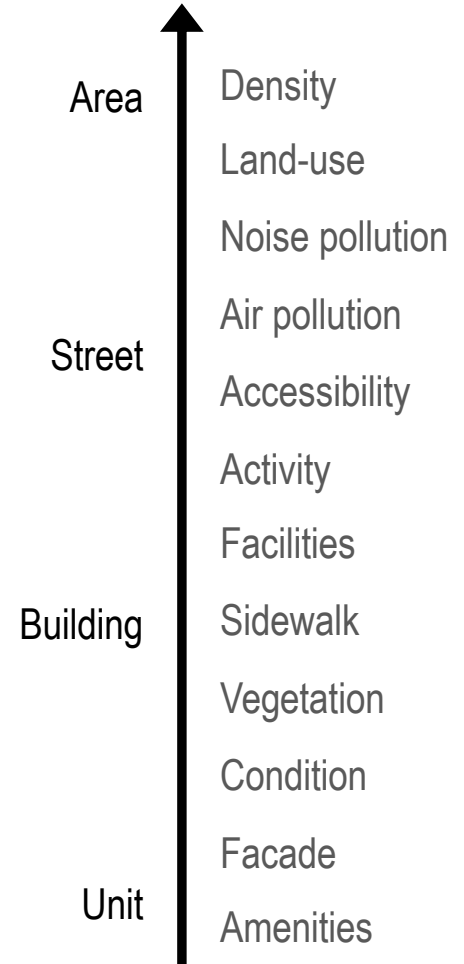 Area
Density
Land-use
Noise pollution
Air pollution
Street
Accessibility
Activity
Facilities
Building
Sidewalk
Vegetation
Condition
Facade
Unit
Amenities